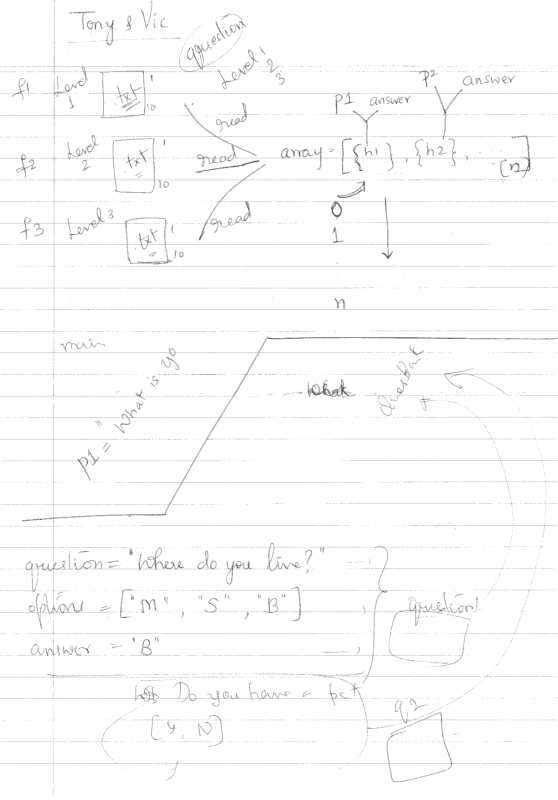 Tony & Vic
question
Level 1
2
3
f1 Level 1 txt 1
10
read
P1 answer
P2 answer
f2 Level 2 txt 1
10
read
array = [{h1}, {h2}, ... [n]
f3 Level 3 txt 1
10
read
0
1
n
main
P1 = "What is yo
What
question
question = "Where do you live?"
options = ["M", "S", "B"]
question1
answer = "B"
Do you have a pet
[Y, N]
q2
y